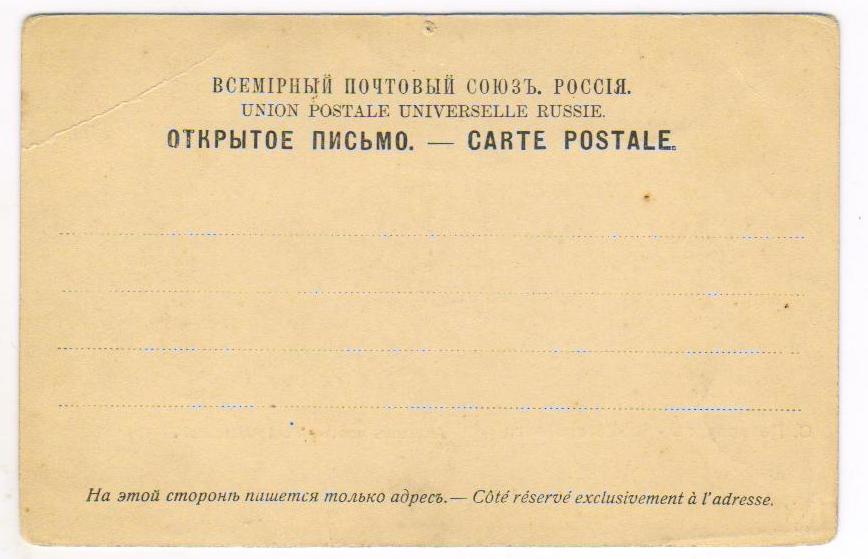 ВСЕМІРНЫЙ ПОЧТОВЫЙ СОЮЗЪ. РОССІЯ.
UNION POSTALE UNIVERSELLE RUSSIE.
ОТКРЫТОЕ ПИСЬМО. — CARTE POSTALE.
На этой сторонѣ пишется только адресъ.— Côté réservé exclusivement à l'adresse.